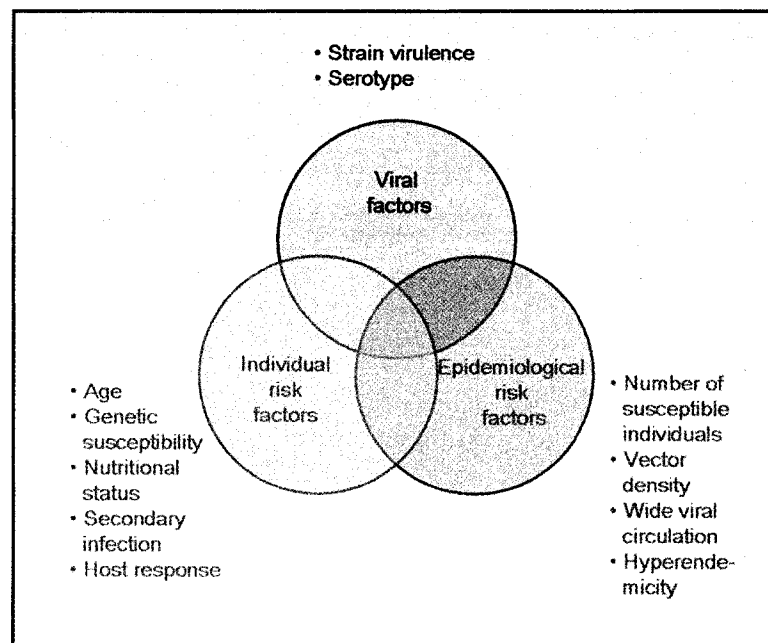 • Strain virulence
• Serotype
Viral
factors
Individual
risk
factors
Epidemiological
risk
factors
• Age
• Genetic
susceptibility
• Nutritional
status
• Secondary
infection
• Host response
• Number of
susceptible
individuals
• Vector
density
• Wide viral
circulation
• Hyperende-
micity